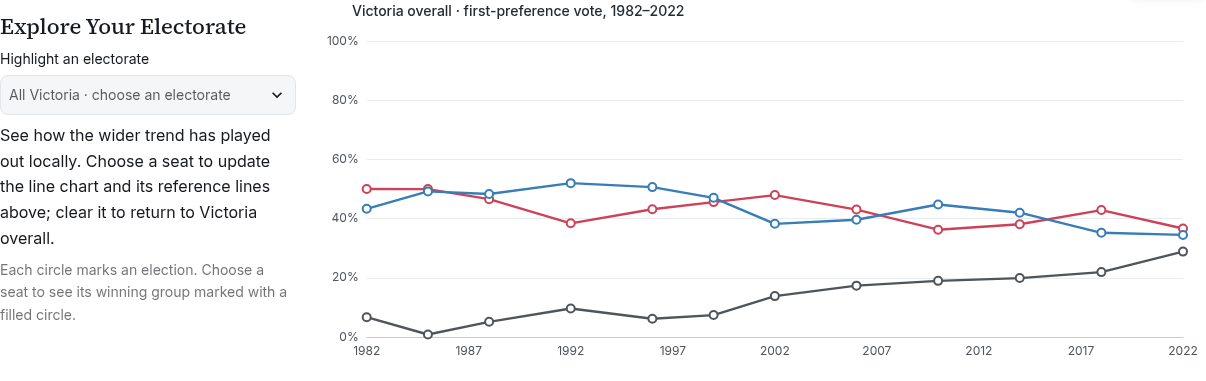 Explore Your Electorate
Highlight an electorate
All Victoria · choose an electorate
See how the wider trend has played
out locally. Choose a seat to update
the line chart and its reference lines
above; clear it to return to Victoria
overall.
Each circle marks an election. Choose a
seat to see its winning group marked with a
filled circle.
Victoria overall · first-preference vote, 1982–2022
100%
80%
60%
40%
20%
0%
1982 1987 1992 1997 2002 2007 2012 2017 2022